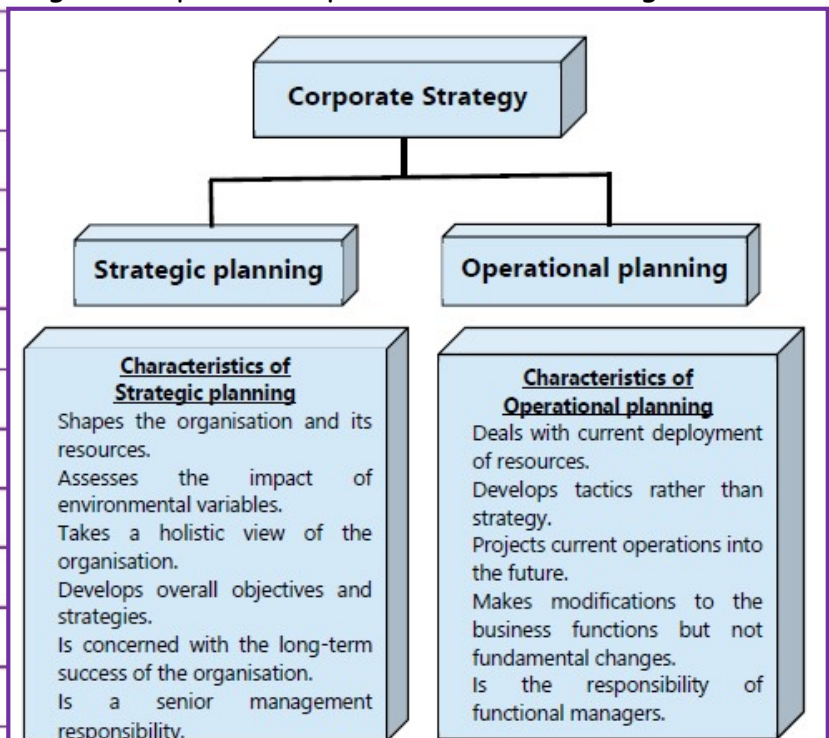 Corporate Strategy
Strategic planning
Operational planning
Characteristics of
Strategic planning
Shapes the organisation and its
resources.
Assesses the impact of
environmental variables.
Takes a holistic view of the
organisation.
Develops overall objectives and
strategies.
Is concerned with the long-term
success of the organisation.
Is a senior management
responsibility.
Characteristics of
Operational planning
Deals with current deployment
of resources.
Develops tactics rather than
strategy.
Projects current operations into
the future.
Makes modifications to the
business functions but not
fundamental changes.
Is the responsibility of
functional managers.